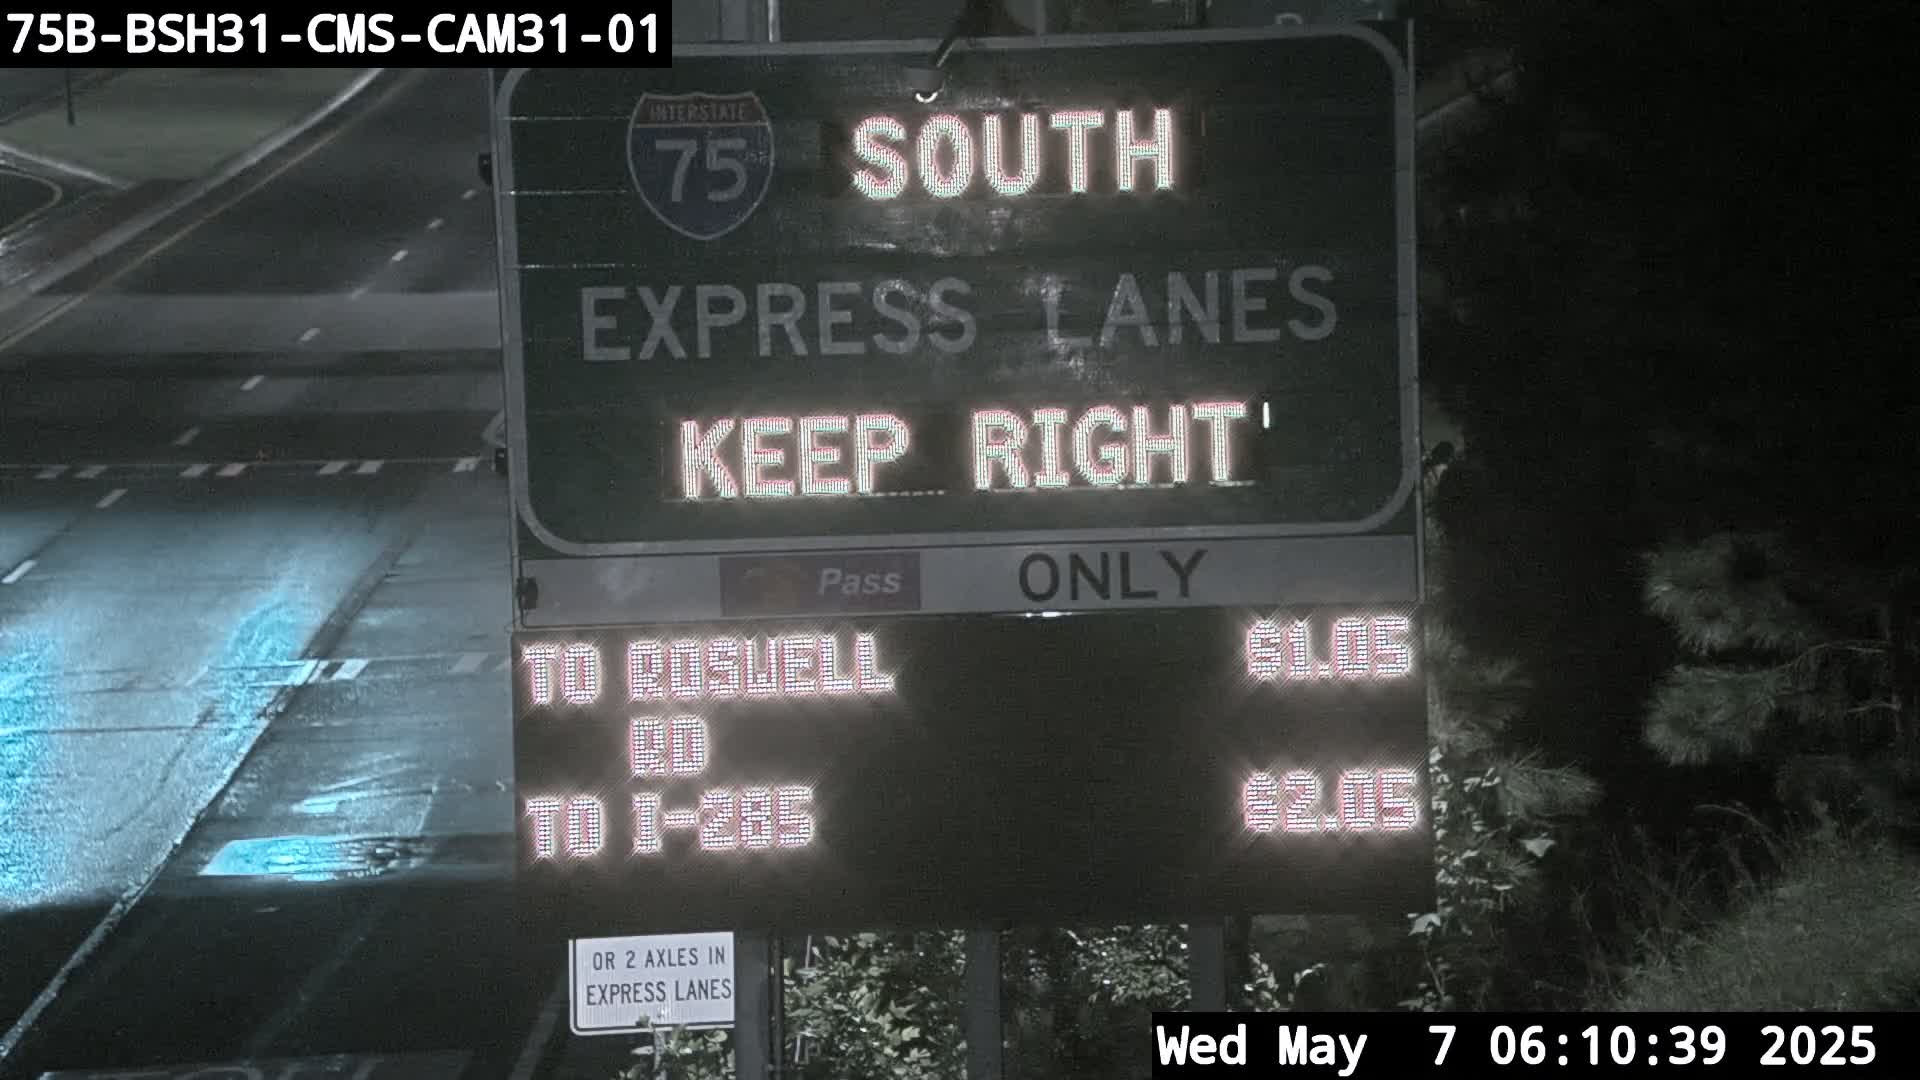 75B-BSH31-CMS-CAM31-01
INTERSTATE
75
SOUTH
EXPRESS LANES
KEEP RIGHT
Pass ONLY
TO ROSWELL $1.05
RD
TO I-285 $2.05
OR 2 AXLES IN
EXPRESS LANES
Wed May 7 06:10:39 2025